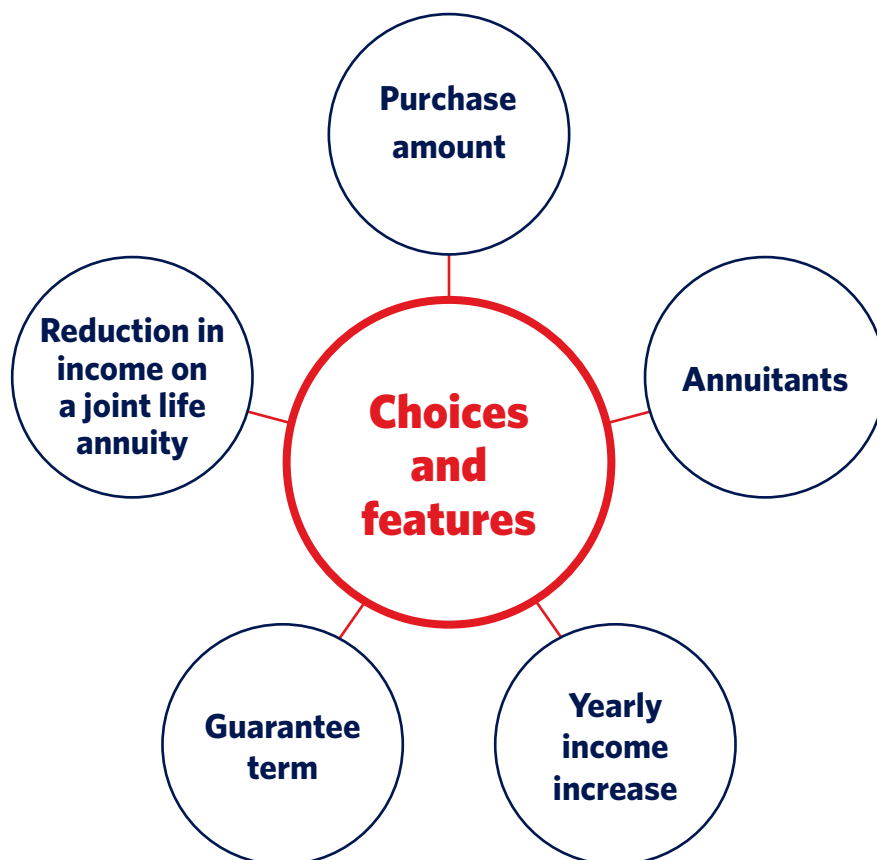 Purchase
amount
Reduction in
income on
a joint life
annuity
Choices
and
features
Annuitants
Guarantee
term
Yearly
income
increase